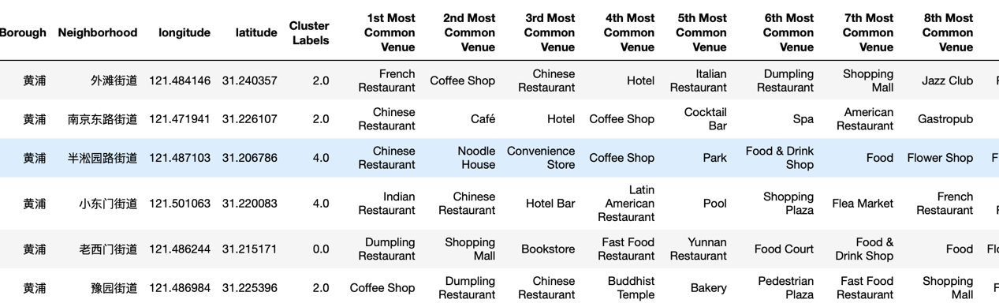 Borough Neighborhood longitude latitude Cluster Labels 1st Most Common Venue 2nd Most Common Venue 3rd Most Common Venue 4th Most Common Venue 5th Most Common Venue 6th Most Common Venue 7th Most Common Venue 8th Most Common Venue
黄浦 外滩街道 121.484146 31.240357 2.0 French Restaurant Coffee Shop Chinese Restaurant Hotel Italian Restaurant Dumpling Restaurant Shopping Mall Jazz Club
黄浦 南京东路街道 121.471941 31.226107 2.0 Chinese Restaurant Café Hotel Coffee Shop Cocktail Bar Spa American Restaurant Gastropub
黄浦 半淞园路街道 121.487103 31.206786 4.0 Chinese Restaurant Noodle House Convenience Store Coffee Shop Park Food & Drink Shop Food Flower Shop F
黄浦 小东门街道 121.501063 31.220083 4.0 Indian Restaurant Chinese Restaurant Hotel Bar Latin American Restaurant Pool Shopping Plaza Flea Market French Restaurant
黄浦 老西门街道 121.486244 31.215171 0.0 Dumpling Restaurant Shopping Mall Bookstore Fast Food Restaurant Yunnan Restaurant Food Court Food & Drink Shop Food Flo
黄浦 豫园街道 121.486984 31.225396 2.0 Coffee Shop Dumpling Restaurant Chinese Restaurant Buddhist Temple Bakery Pedestrian Plaza Fast Food Restaurant Shopping Mall